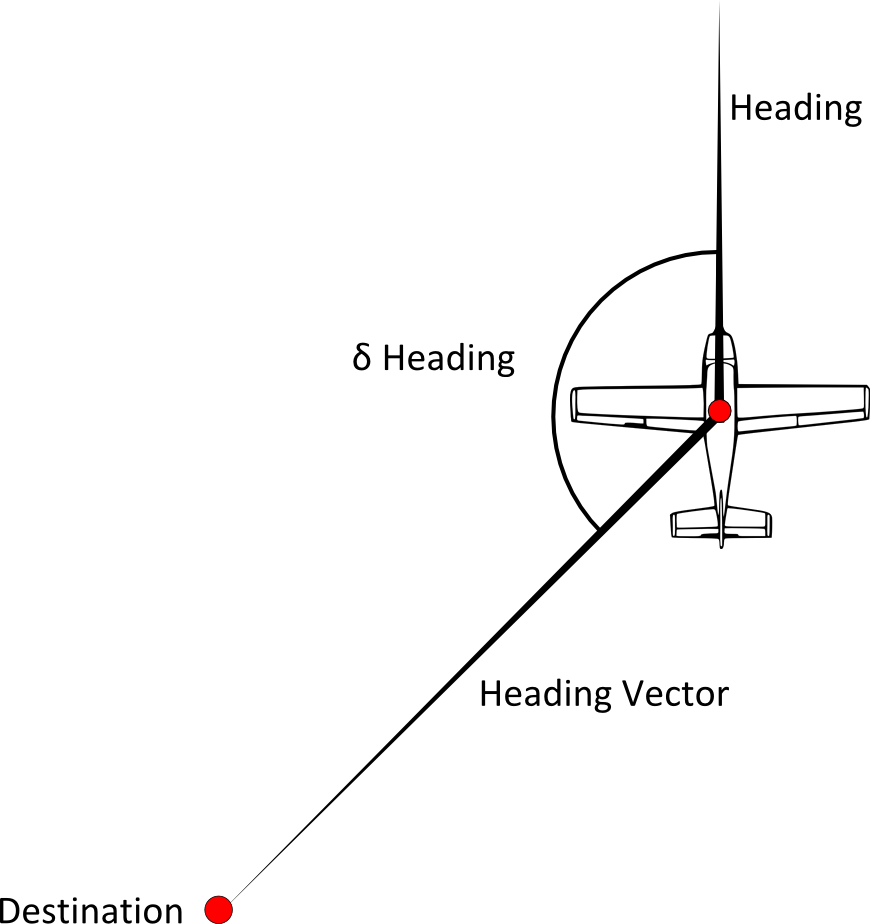 Heading
δ Heading
Heading Vector
Destination